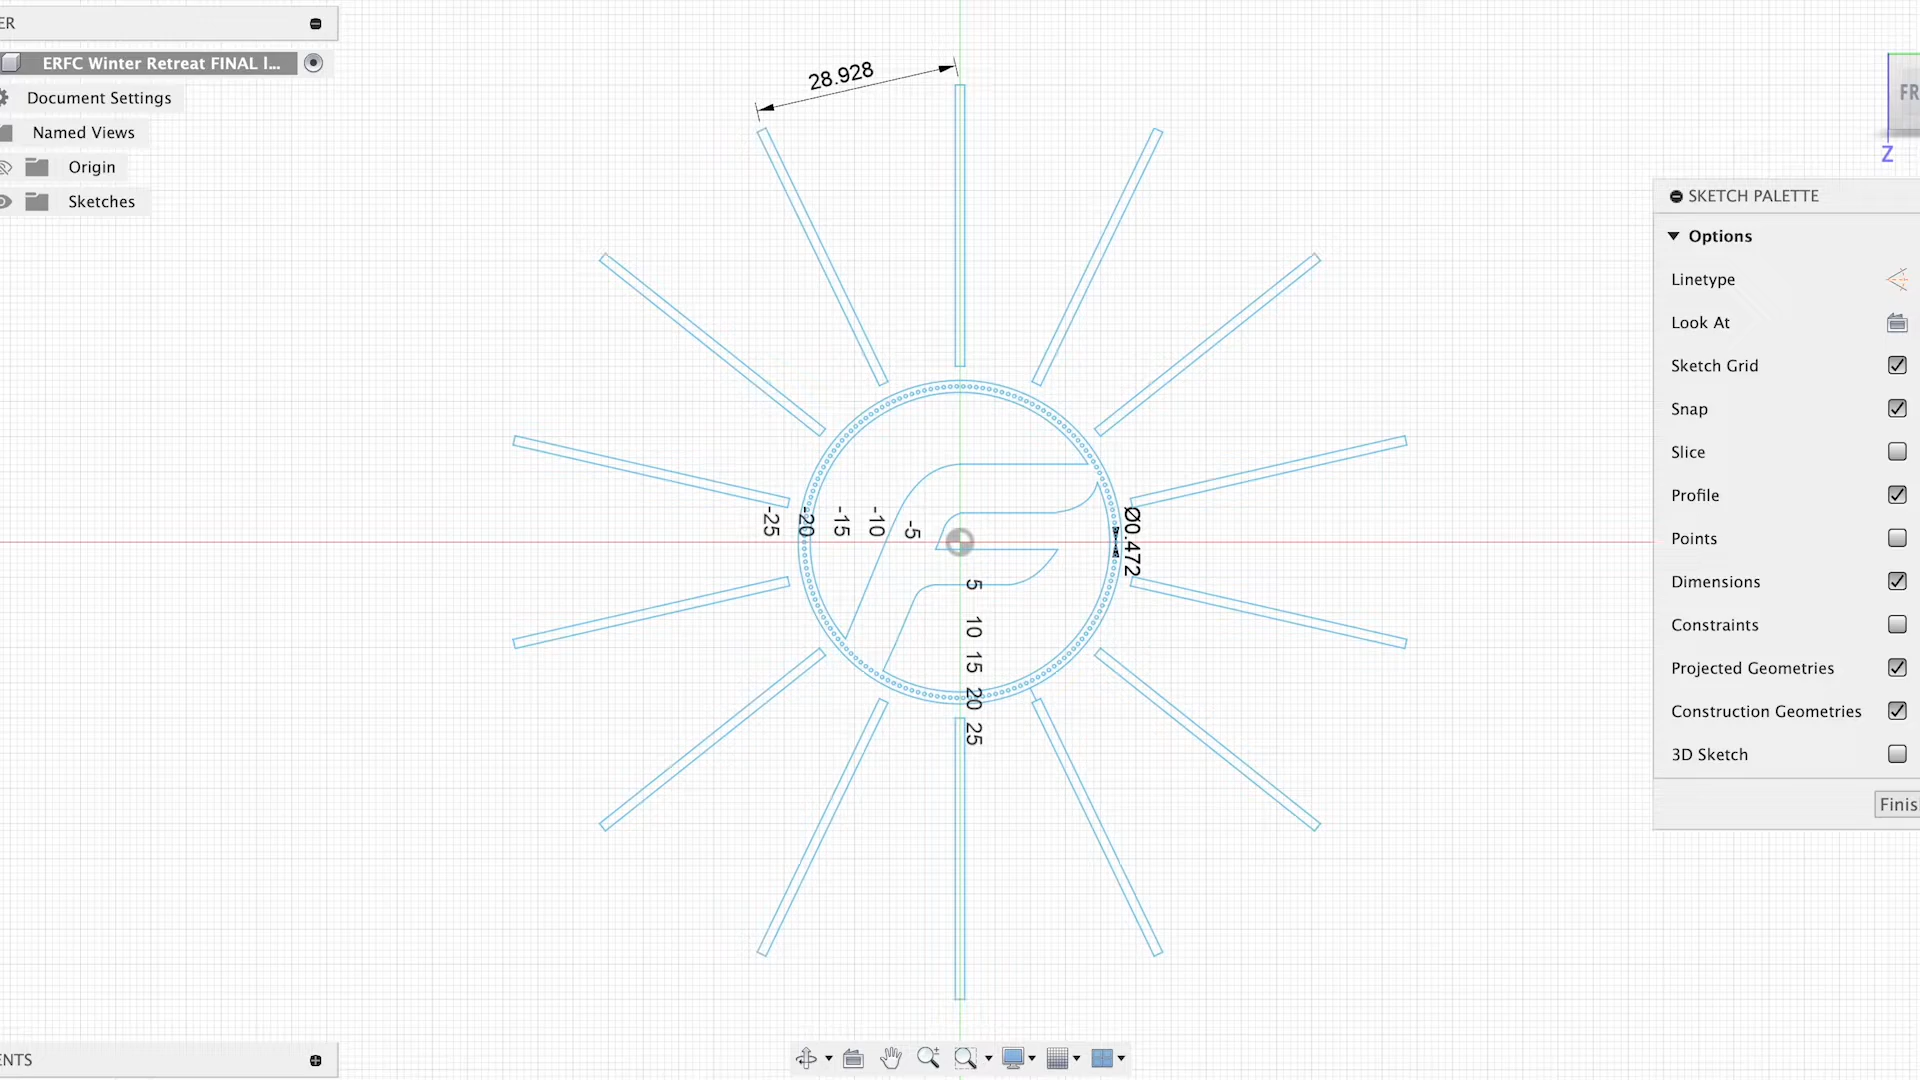 ER
ERFC Winter Retreat FINAL I...
Document Settings
Named Views
Origin
Sketches
28.928
-25
-20
-15
-10
-5
5
10
15
20
25
Ø0.472
FR
Z
SKETCH PALETTE
Options
Linetype
Look At
Sketch Grid
Snap
Slice
Profile
Points
Dimensions
Constraints
Projected Geometries
Construction Geometries
3D Sketch
Finis
ENTS